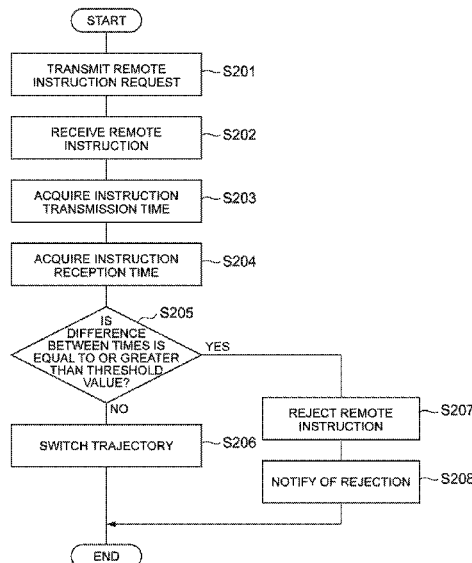 START
TRANSMIT REMOTE
INSTRUCTION REQUEST
S201
RECEIVE REMOTE
INSTRUCTION
S202
ACQUIRE INSTRUCTION
TRANSMISSION TIME
S203
ACQUIRE INSTRUCTION
RECEPTION TIME
S204
S205
IS
DIFFERENCE
BETWEEN TIMES IS
EQUAL TO OR GREATER
THAN THRESHOLD
VALUE?
YES
NO
SWITCH TRAJECTORY
S206
REJECT REMOTE
INSTRUCTION
S207
NOTIFY OF REJECTION
S208
END